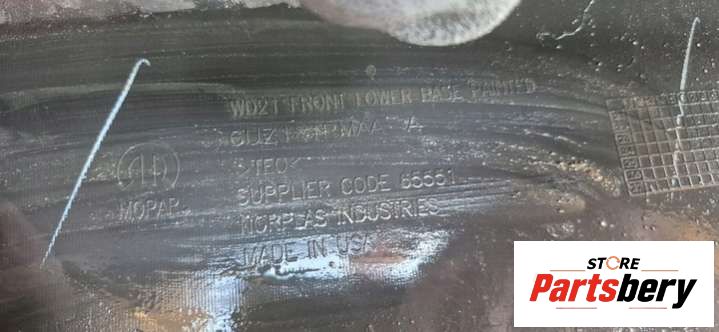 WD21 FRONT LOWER BASE PAINTED
>TEO<
SUPPLIER CODE 65551
NORPLAS INDUSTRIES
MADE IN USA
MOPAR
STORE
Partsbery